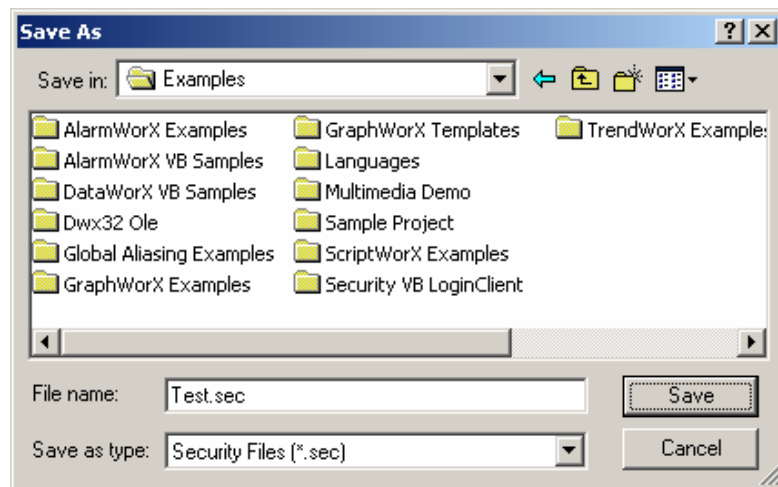 Save As
Save in: Examples
AlarmWorX Examples
AlarmWorX VB Samples
DataWorX VB Samples
Dwx32 Ole
Global Aliasing Examples
GraphWorX Examples
GraphWorX Templates
Languages
Multimedia Demo
Sample Project
ScriptWorX Examples
Security VB LoginClient
TrendWorX Example
File name: Test.sec
Save
Save as type: Security Files (*.sec)
Cancel